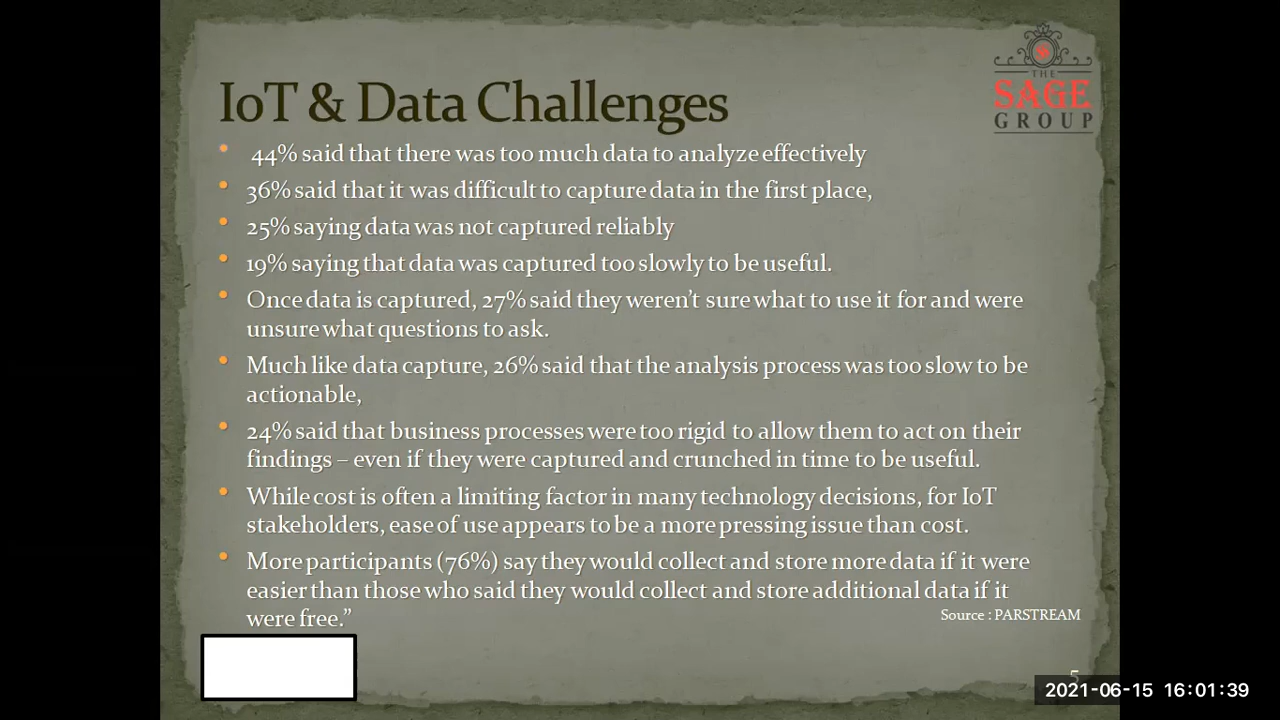 THE
SAGE
GROUP
IoT & Data Challenges
• 44% said that there was too much data to analyze effectively
• 36% said that it was difficult to capture data in the first place,
• 25% saying data was not captured reliably
• 19% saying that data was captured too slowly to be useful.
• Once data is captured, 27% said they weren’t sure what to use it for and were
unsure what questions to ask.
• Much like data capture, 26% said that the analysis process was too slow to be
actionable,
• 24% said that business processes were too rigid to allow them to act on their
findings – even if they were captured and crunched in time to be useful.
• While cost is often a limiting factor in many technology decisions, for IoT
stakeholders, ease of use appears to be a more pressing issue than cost.
• More participants (76%) say they would collect and store more data if it were
easier than those who said they would collect and store additional data if it
were free.”
Source : PARSTREAM
5
2021-06-15 16:01:39